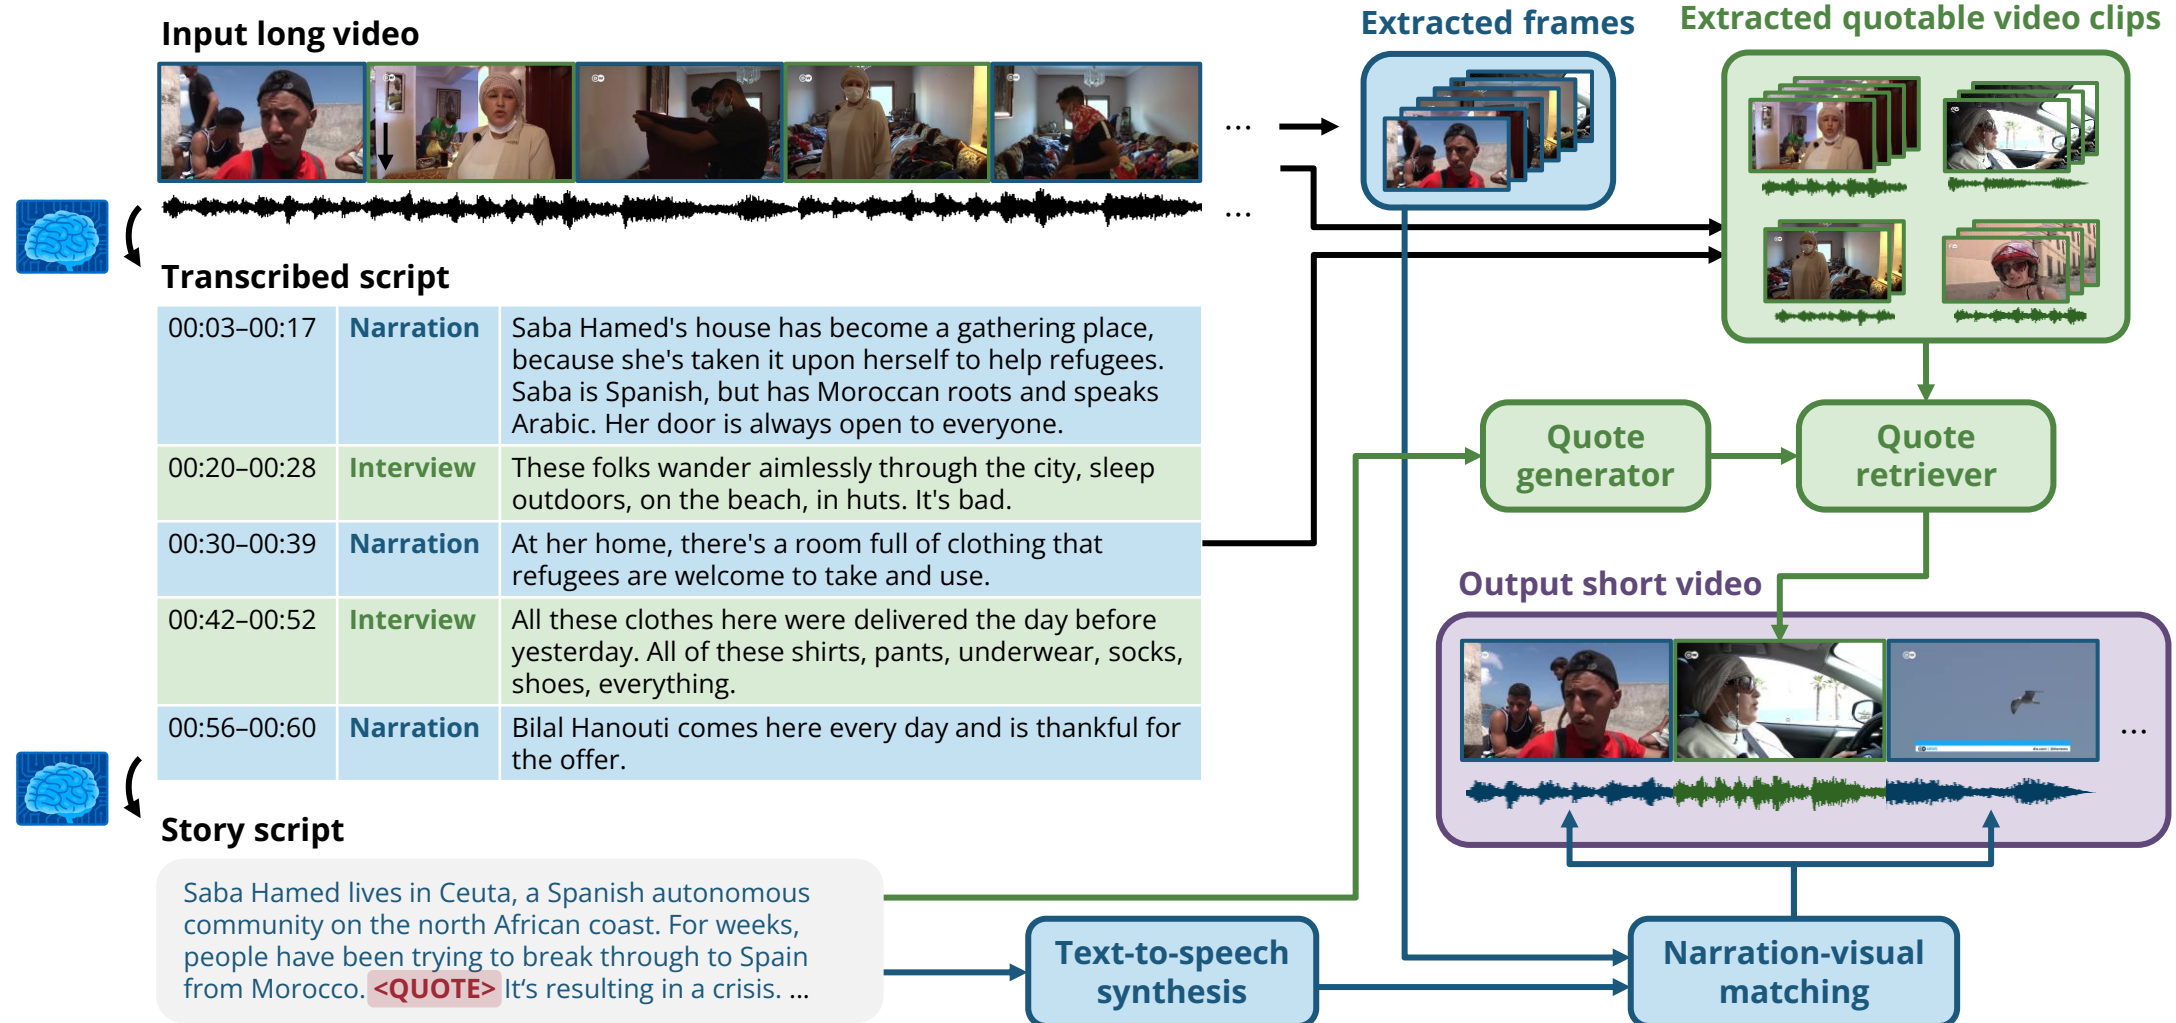 Input long video
Extracted frames
Extracted quotable video clips
...
...
Transcribed script
00:03–00:17 Narration Saba Hamed's house has become a gathering place,
because she's taken it upon herself to help refugees.
Saba is Spanish, but has Moroccan roots and speaks
Arabic. Her door is always open to everyone.
00:20–00:28 Interview These folks wander aimlessly through the city, sleep
outdoors, on the beach, in huts. It's bad.
00:30–00:39 Narration At her home, there's a room full of clothing that
refugees are welcome to take and use.
00:42–00:52 Interview All these clothes here were delivered the day before
yesterday. All of these shirts, pants, underwear, socks,
shoes, everything.
00:56–00:60 Narration Bilal Hanouti comes here every day and is thankful for
the offer.
Quote
generator
Quote
retriever
Output short video
...
Story script
Saba Hamed lives in Ceuta, a Spanish autonomous
community on the north African coast. For weeks,
people have been trying to break through to Spain
from Morocco. <QUOTE> It’s resulting in a crisis. ...
Text-to-speech
synthesis
Narration-visual
matching